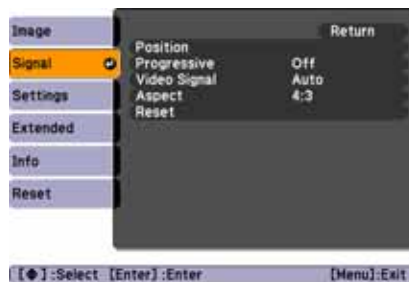 Image
Signal
Settings
Extended
Info
Reset
Return
Position
Progressive Off
Video Signal Auto
Aspect 4:3
Reset
[◆]:Select [Enter]:Enter [Menu]:Exit